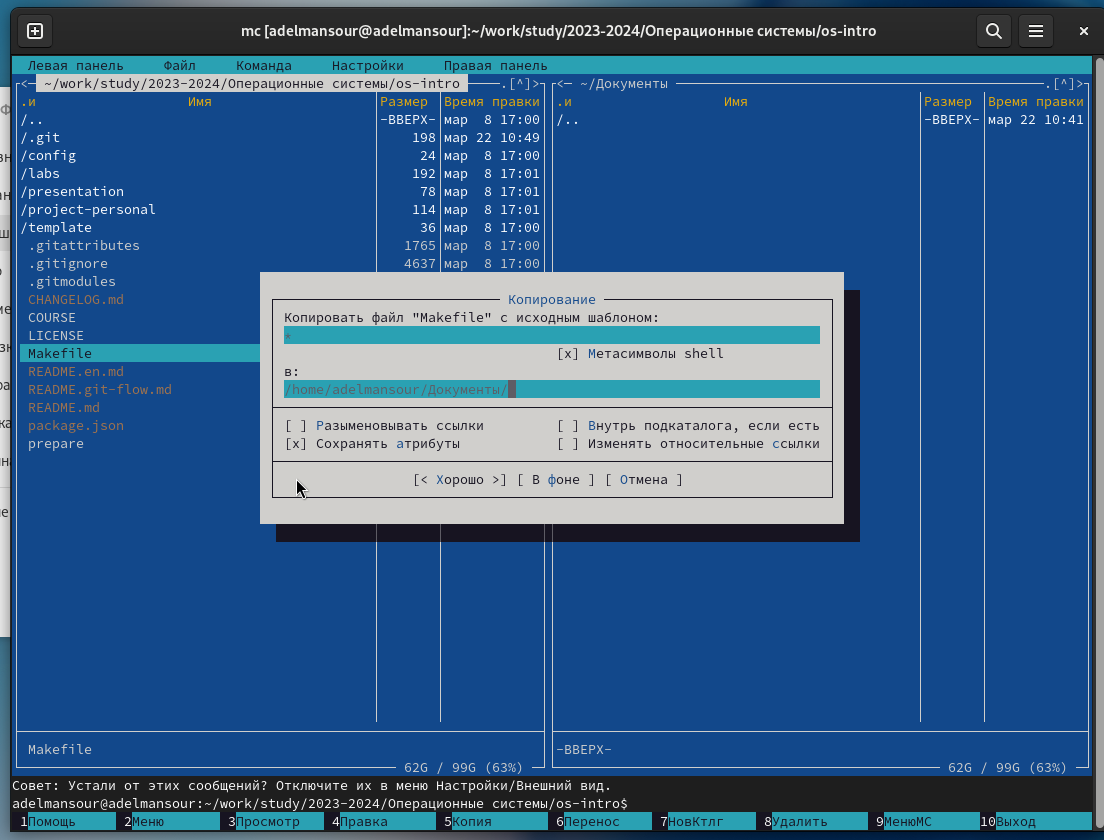 mc [adelmansour@adelmansour]:~/work/study/2023-2024/Операционные системы/os-intro
Левая панель Файл Команда Настройки Правая панель
<- ~/work/study/2023-2024/Операционные системы/os-intro .[^]> <- ~/Документы .[^]>
.и Имя Размер Время правки .и Имя Размер Время правки
/.. -ВВЕРХ- мар 8 17:00 /.. -ВВЕРХ- мар 22 10:41
/.git 198 мар 22 10:49
/config 24 мар 8 17:00
/labs 192 мар 8 17:01
/presentation 78 мар 8 17:01
/project-personal 114 мар 8 17:01
/template 36 мар 8 17:00
.gitattributes 1765 мар 8 17:00
.gitignore 4637 мар 8 17:00
.gitmodules
CHANGELOG.md
COURSE
LICENSE
Makefile
README.en.md
README.git-flow.md
README.md
package.json
prepare
Копирование
Копировать файл "Makefile" с исходным шаблоном:
*
[x] Метасимволы shell
в:
/home/adelmansour/Документы/
[ ] Разыменовывать ссылки [ ] Внутрь подкаталога, если есть
[x] Сохранять атрибуты [ ] Изменять относительные ссылки
[< Хорошо >] [ В фоне ] [ Отмена ]
Makefile -ВВЕРХ-
62G / 99G (63%) 62G / 99G (63%)
Совет: Устали от этих сообщений? Отключите их в меню Настройки/Внешний вид.
adelmansour@adelmansour:~/work/study/2023-2024/Операционные системы/os-intro$
1Помощь 2Меню 3Просмотр 4Правка 5Копия 6Перенос 7НовКтлг 8Удалить 9МенюМС 10Выход